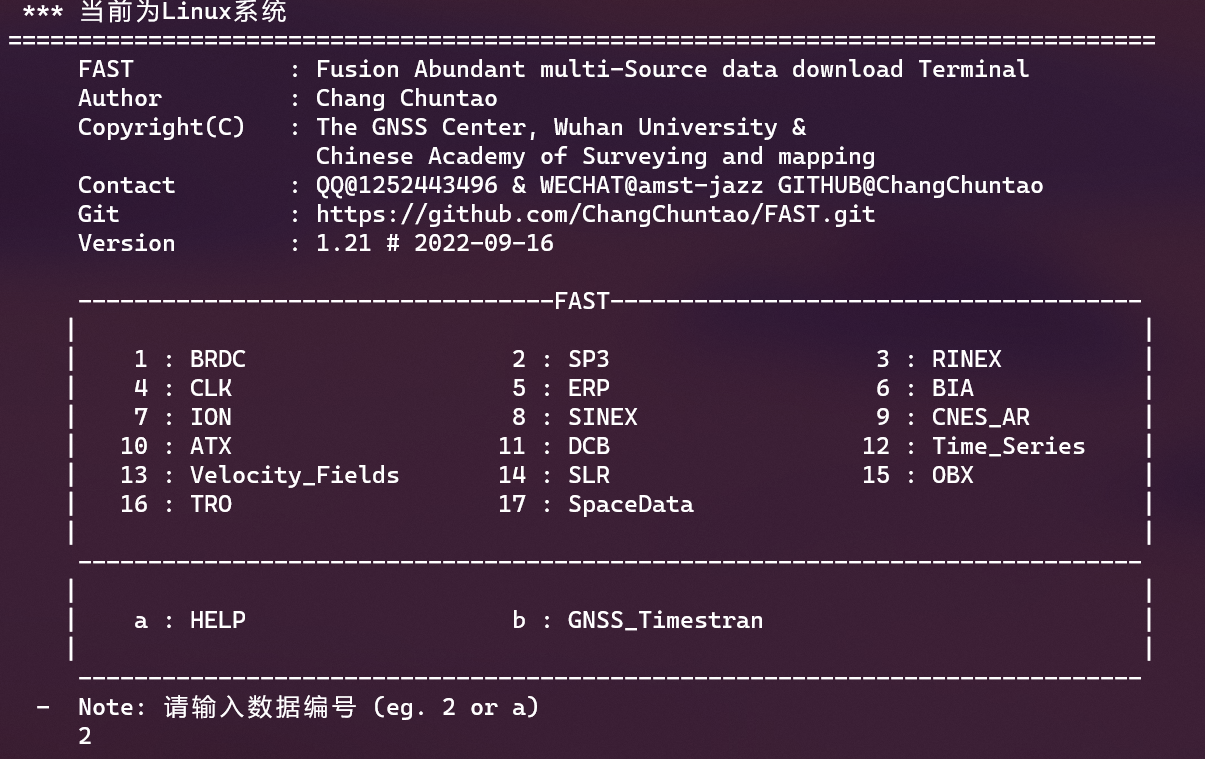 *** 当前为Linux系统
==================================================================================
FAST : Fusion Abundant multi-Source data download Terminal
Author : Chang Chuntao
Copyright(C) : The GNSS Center, Wuhan University &
Chinese Academy of Surveying and mapping
Contact : QQ@1252443496 & WECHAT@amst-jazz GITHUB@ChangChuntao
Git : https://github.com/ChangChuntao/FAST.git
Version : 1.21 # 2022-09-16
----------------------------------FAST--------------------------------------
| |
| 1 : BRDC 2 : SP3 3 : RINEX |
| 4 : CLK 5 : ERP 6 : BIA |
| 7 : ION 8 : SINEX 9 : CNES_AR |
| 10 : ATX 11 : DCB 12 : Time_Series |
| 13 : Velocity_Fields 14 : SLR 15 : OBX |
| 16 : TRO 17 : SpaceData |
| |
----------------------------------------------------------------------------
| |
| a : HELP b : GNSS_Timestran |
| |
----------------------------------------------------------------------------
- Note: 请输入数据编号 (eg. 2 or a)
2